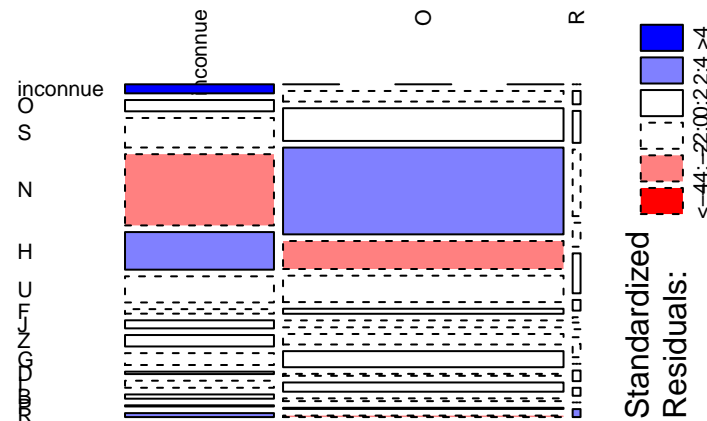 inconnue
O
R
inconnue
O
S
N
H
U
F
J
Z
G
D
B
R
Standardized
Residuals:
<-4
-4:-2
-2:0
0:2
2:4
>4